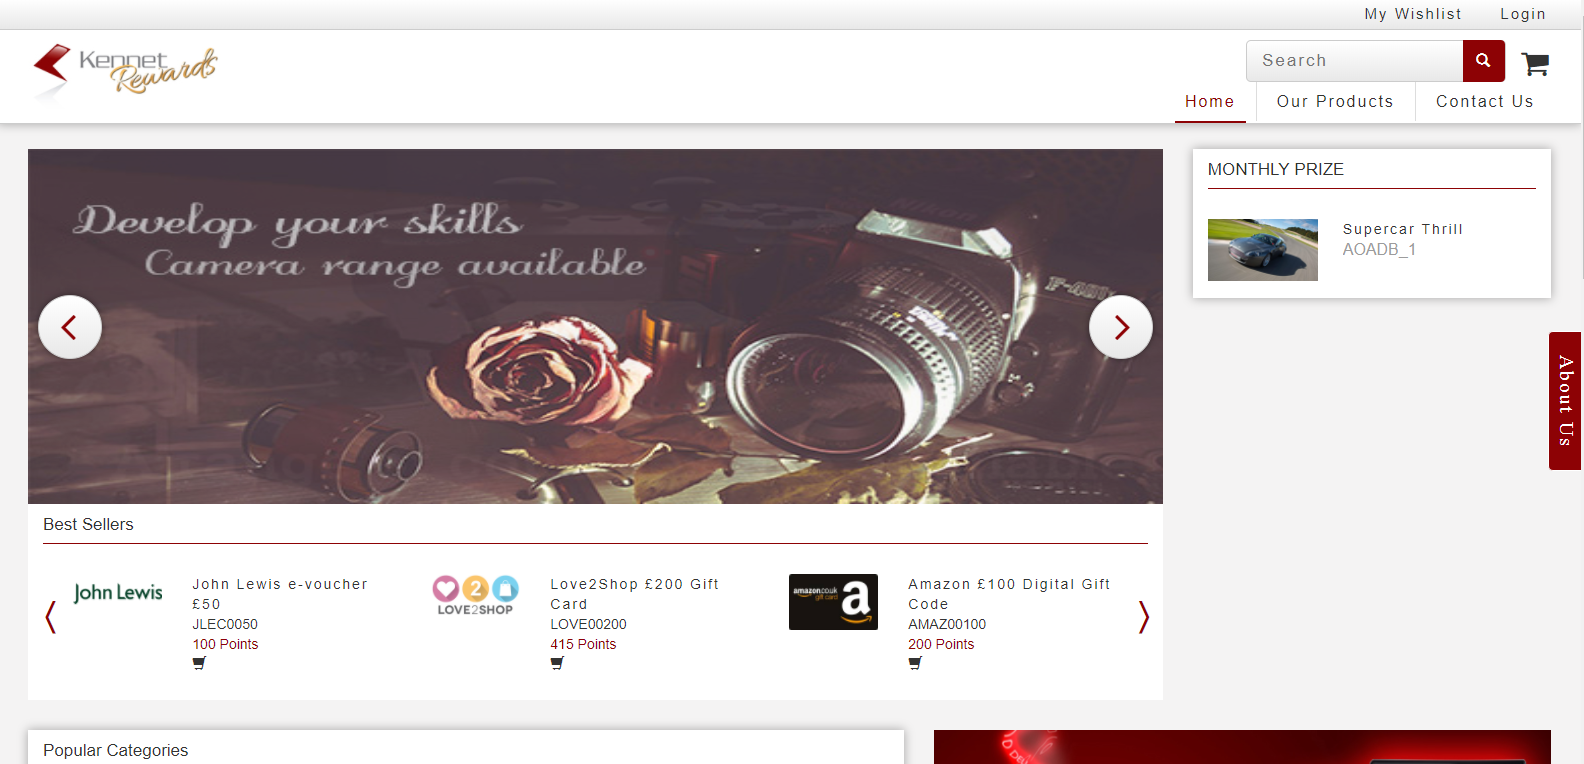 My Wishlist
Login
Kennet
Rewards
Search
Home
Our Products
Contact Us
Develop your skills
Camera range available
Nikon
F-401
MONTHLY PRIZE
Supercar Thrill
AOADB_1
About Us
Best Sellers
John Lewis
John Lewis e-voucher
£50
JLEC0050
100 Points
LOVE2SHOP
Love2Shop £200 Gift
Card
LOVE00200
415 Points
amazon.co.uk
gift card
a
Amazon £100 Digital Gift
Code
AMAZ00100
200 Points
Popular Categories